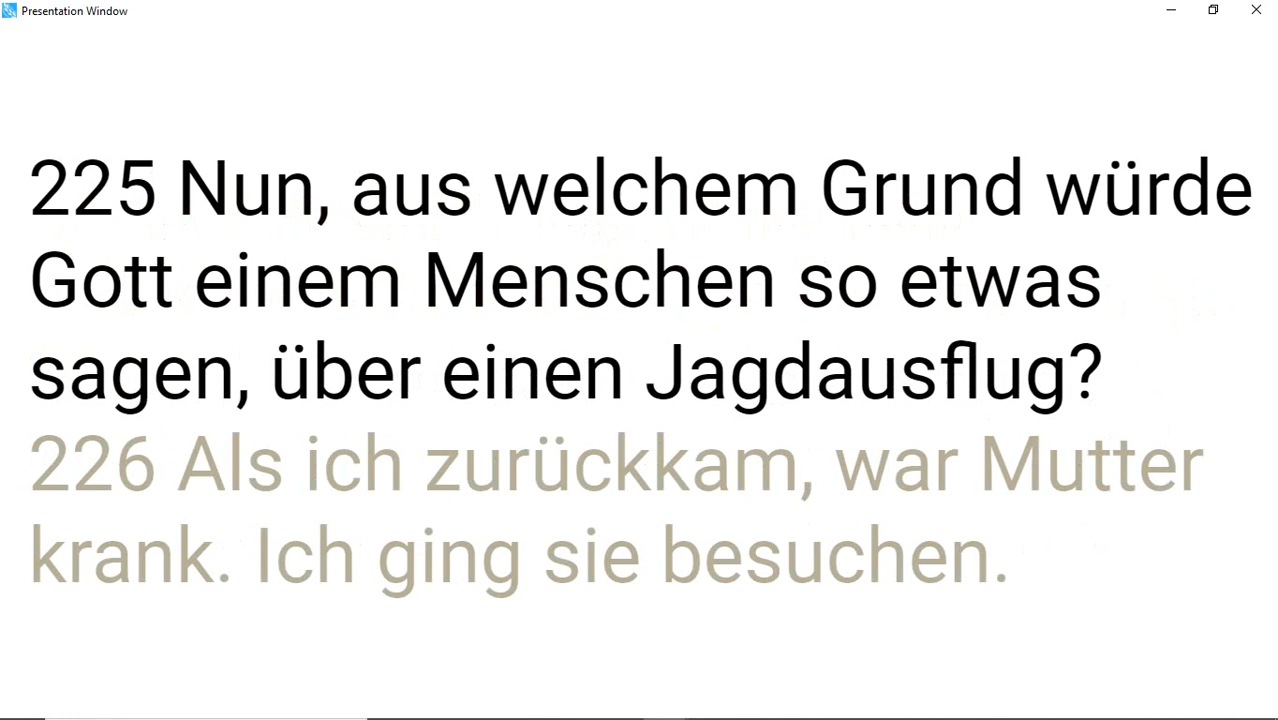 Presentation Window
225 Nun, aus welchem Grund würde
Gott einem Menschen so etwas
sagen, über einen Jagdausflug?
226 Als ich zurückkam, war Mutter
krank. Ich ging sie besuchen.